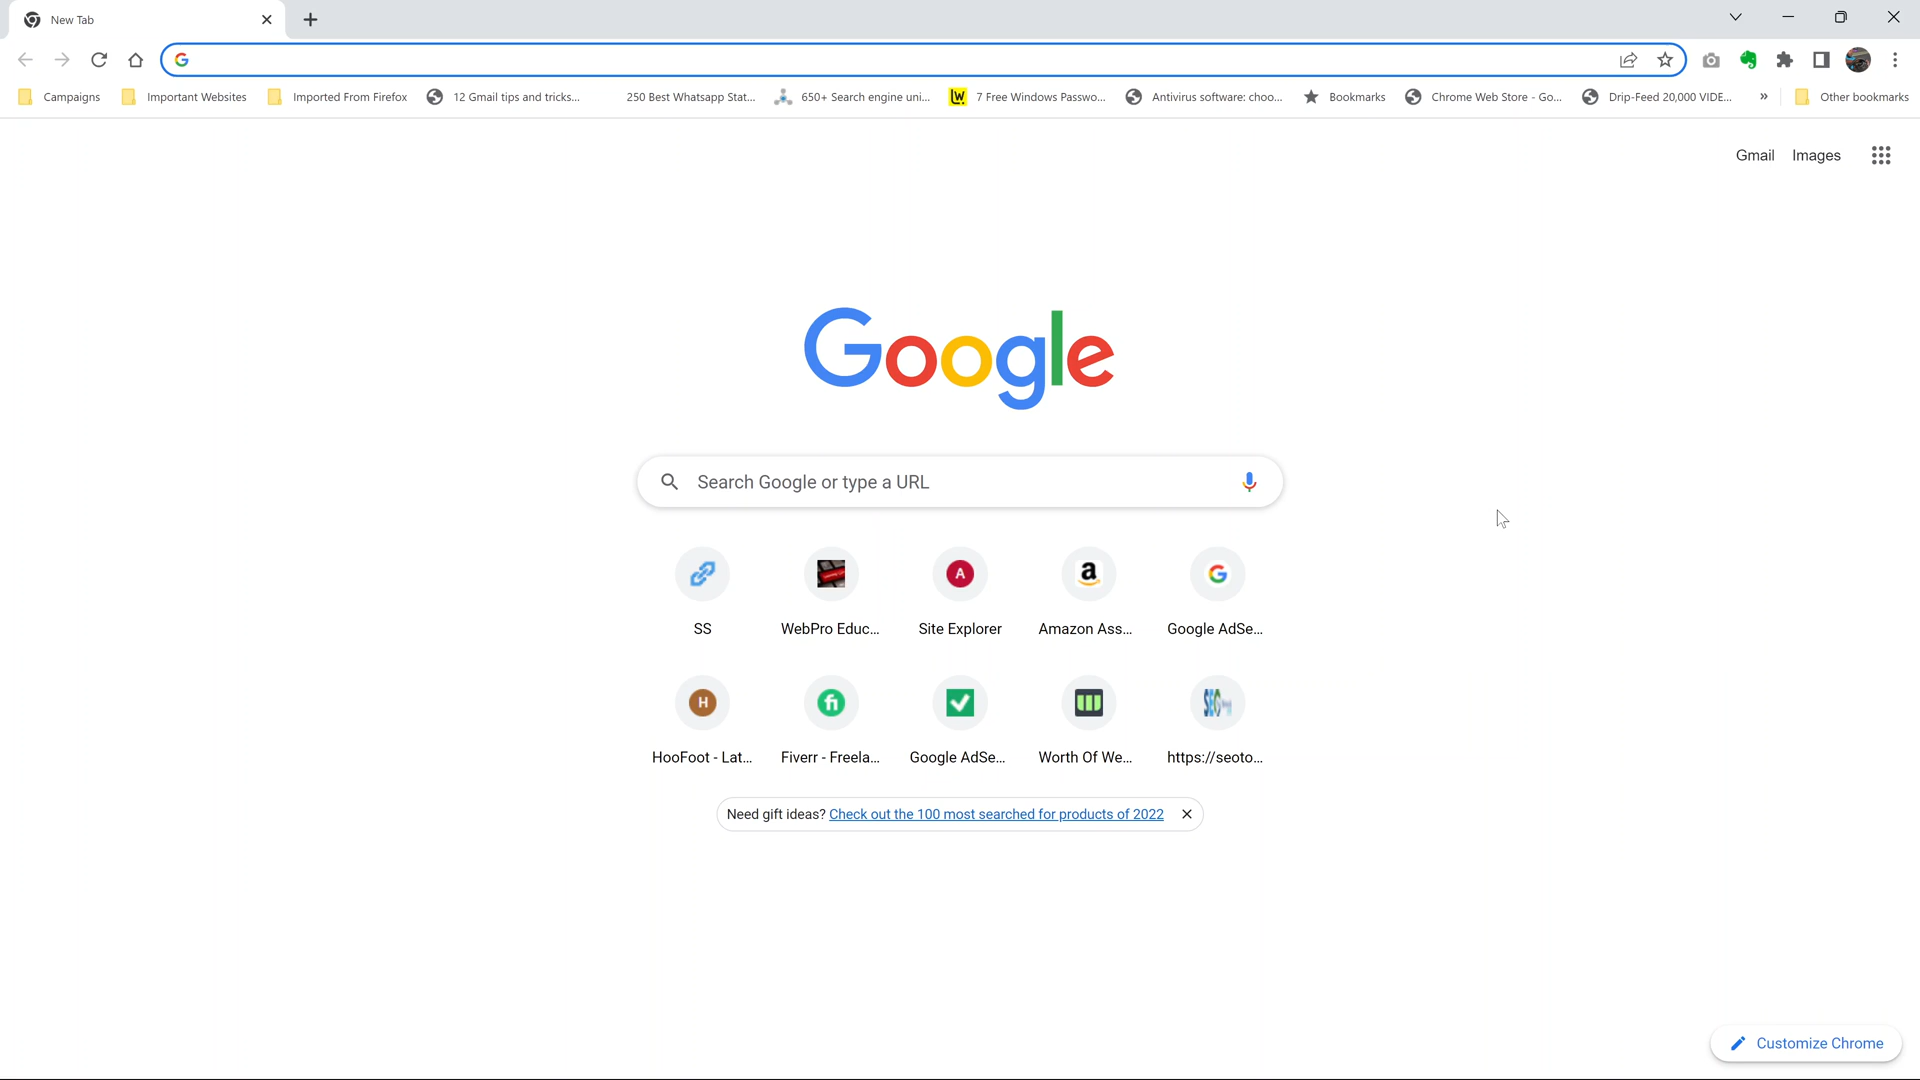 New Tab
Campaigns Important Websites Imported From Firefox 12 Gmail tips and tricks... 250 Best Whatsapp Stat... 650+ Search engine uni... LW 7 Free Windows Passwo... Antivirus software: choo... Bookmarks Chrome Web Store - Go... Drip-Feed 20,000 VIDE... » Other bookmarks
Gmail Images
Google
Search Google or type a URL
A a G
SS WebPro Educ... Site Explorer Amazon Ass... Google AdSe...
H fi SEO
HooFoot - Lat... Fiverr - Freela... Google AdSe... Worth Of We... https://seoto...
Need gift ideas? Check out the 100 most searched for products of 2022
Customize Chrome